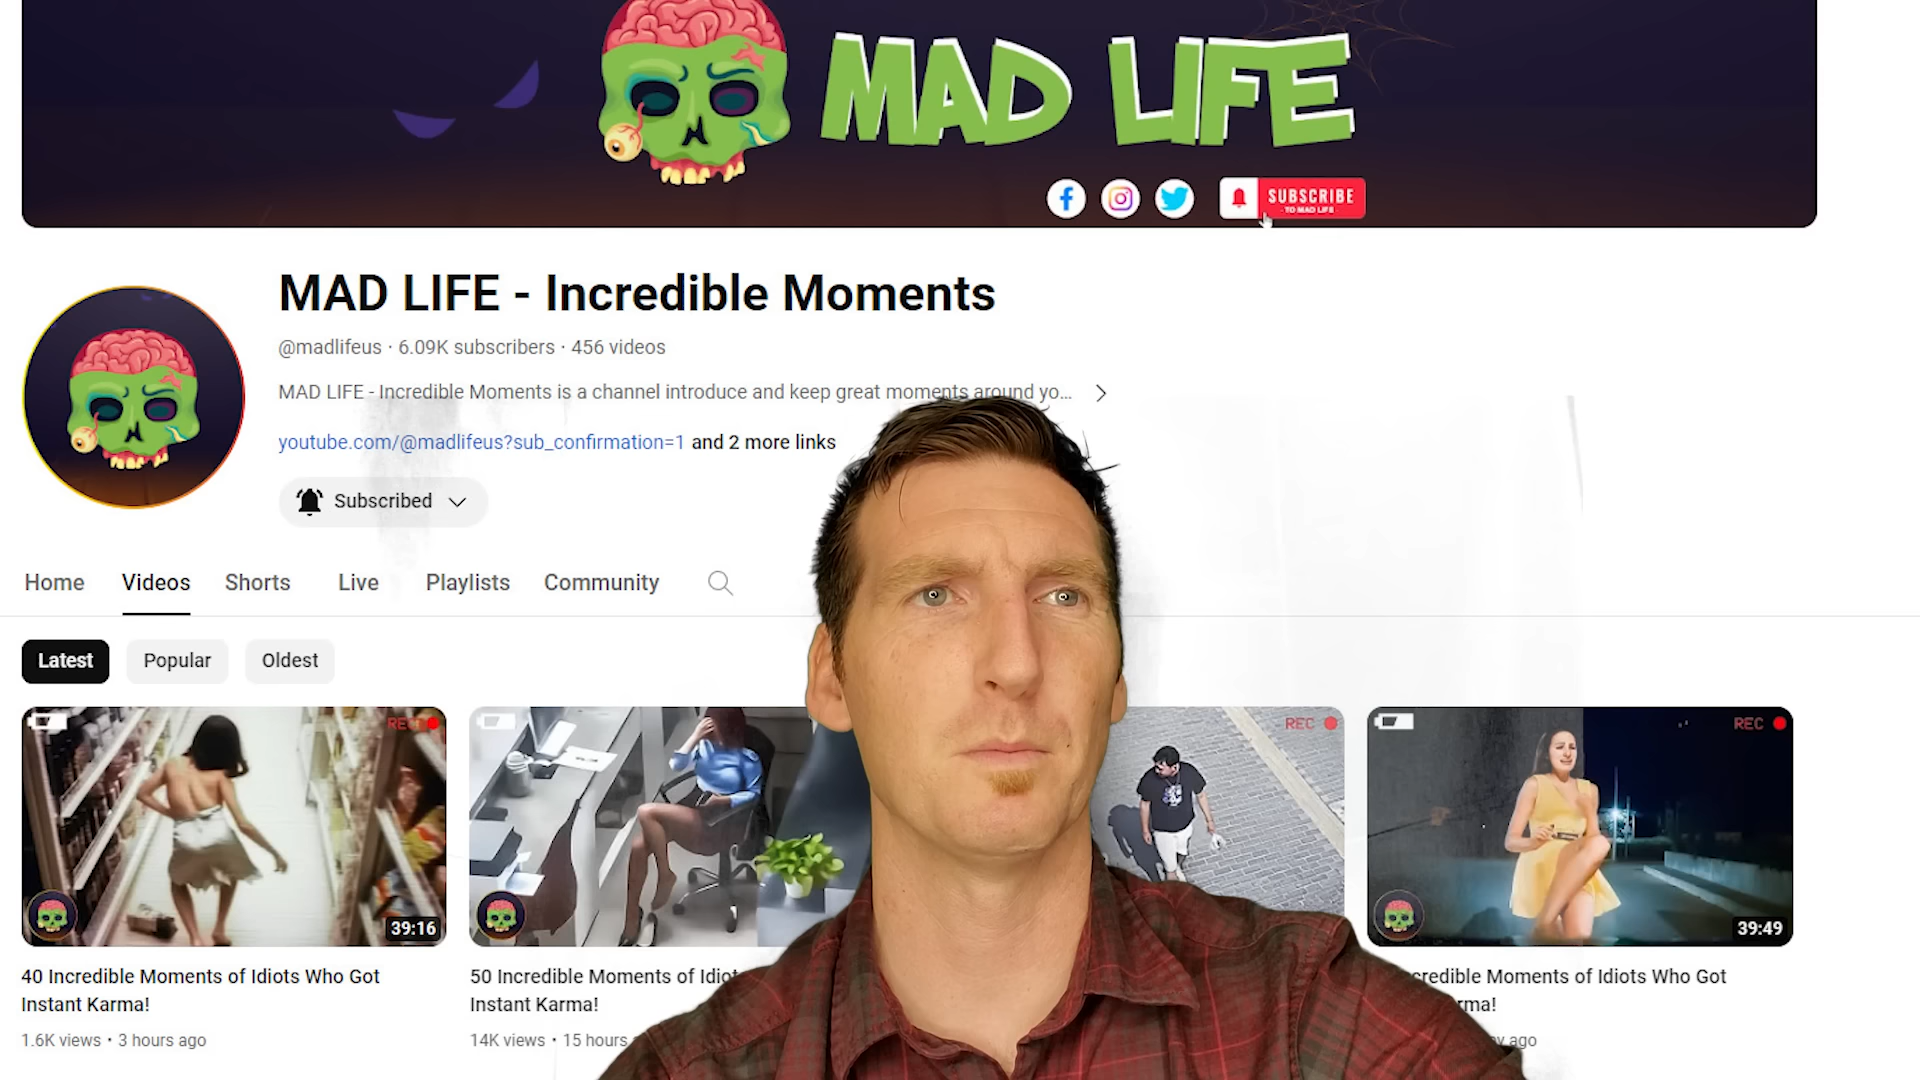 MAD LIFE
SUBSCRIBE
TO MAD LIFE
MAD LIFE - Incredible Moments
@madlifeus · 6.09K subscribers · 456 videos
MAD LIFE - Incredible Moments is a channel introduce and keep great moments around yo...
youtube.com/@madlifeus?sub_confirmation=1 and 2 more links
Subscribed
Home Videos Shorts Live Playlists Community
Latest Popular Oldest
REC
39:16
REC
REC
39:49
40 Incredible Moments of Idiots Who Got
Instant Karma!
1.6K views • 3 hours ago
50 Incredible Moments of
Instant Karma!
14K views • 15 hours
Moments of Idiots Who Got
ago